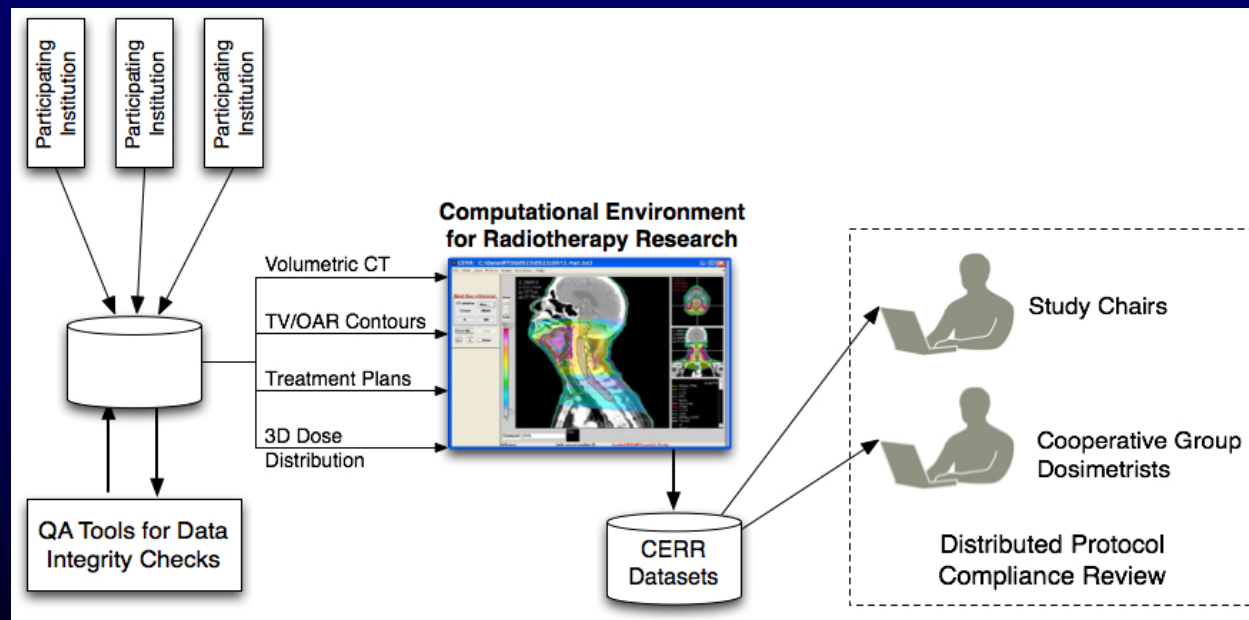 Participating
Institution
Participating
Institution
Participating
Institution
Computational Environment
for Radiotherapy Research
Volumetric CT
TV/OAR Contours
Treatment Plans
3D Dose
Distribution
QA Tools for Data
Integrity Checks
CERR
Datasets
Study Chairs
Cooperative Group
Dosimetrists
Distributed Protocol
Compliance Review